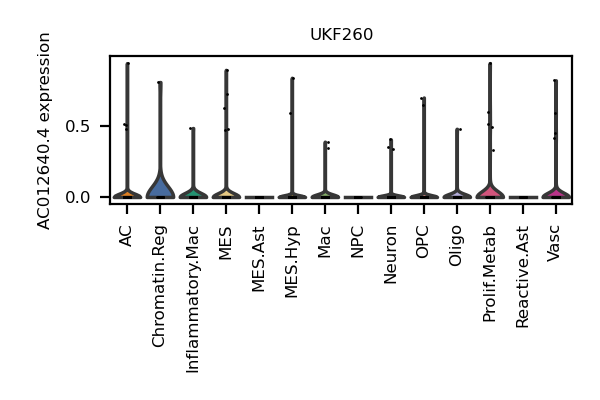 UKF260
AC012640.4 expression
0.5
0.0
AC
Chromatin.Reg
Inflammatory.Mac
MES
MES.Ast
MES.Hyp
Mac
NPC
Neuron
OPC
Oligo
Prolif.Metab
Reactive.Ast
Vasc